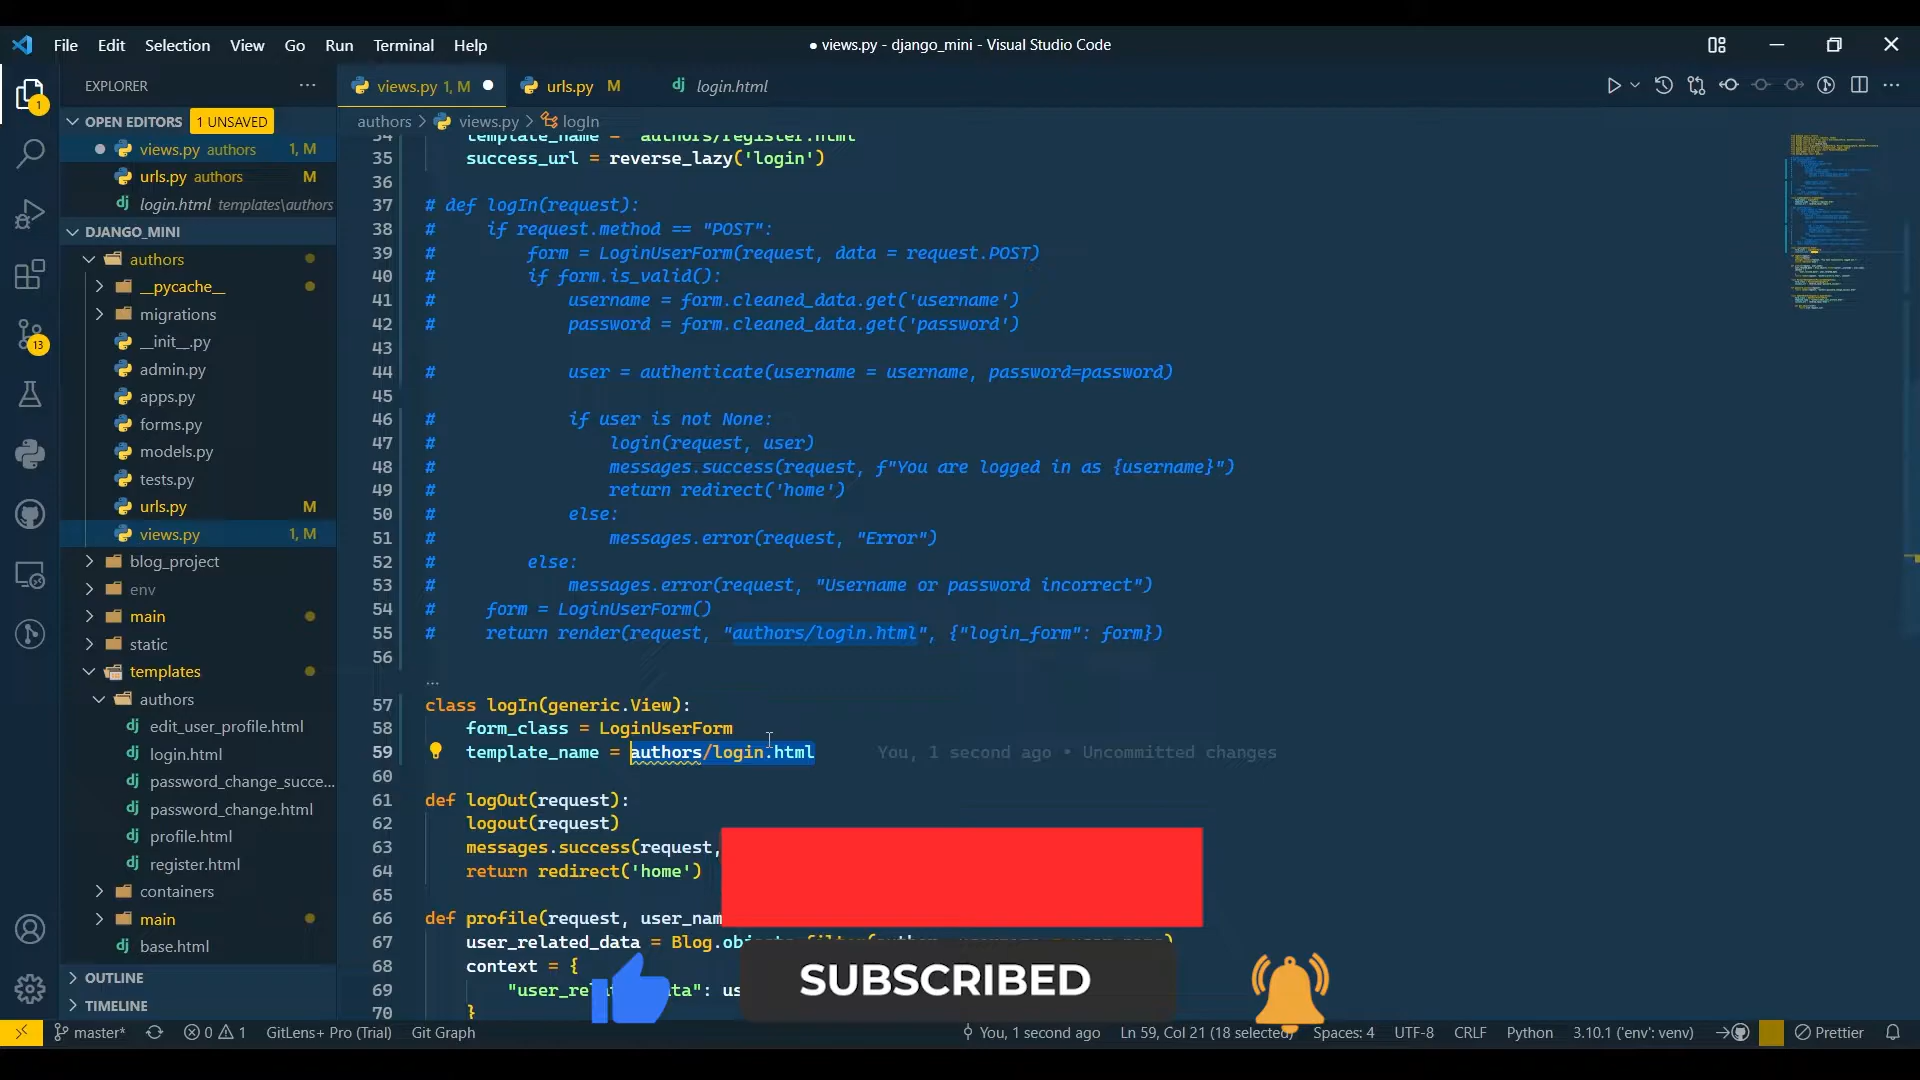 File Edit Selection View Go Run Terminal Help
● views.py - django_mini - Visual Studio Code
EXPLORER
views.py 1, M
urls.py M
login.html
OPEN EDITORS 1 UNSAVED
views.py authors 1, M
urls.py authors M
login.html templates\authors
DJANGO_MINI
authors
__pycache__
migrations
__init__.py
admin.py
apps.py
forms.py
models.py
tests.py
urls.py M
views.py 1, M
blog_project
env
main
static
templates
authors
edit_user_profile.html
login.html
password_change_succe...
password_change.html
profile.html
register.html
containers
main
base.html
OUTLINE
TIMELINE
1
13
authors > views.py > logIn
34 template_name = 'authors/register.html'
35 success_url = reverse_lazy('login')
36
37 # def logIn(request):
38 # if request.method == "POST":
39 # form = LoginUserForm(request, data = request.POST)
40 # if form.is_valid():
41 # username = form.cleaned_data.get('username')
42 # password = form.cleaned_data.get('password')
43
44 # user = authenticate(username = username, password=password)
45
46 # if user is not None:
47 # login(request, user)
48 # messages.success(request, f"You are logged in as {username}")
49 # return redirect('home')
50 # else:
51 # messages.error(request, "Error")
52 # else:
53 # messages.error(request, "Username or password incorrect")
54 # form = LoginUserForm()
55 # return render(request, "authors/login.html", {"login_form": form})
56
...
57 class logIn(generic.View):
58 form_class = LoginUserForm
59 template_name = authors/login.html You, 1 second ago • Uncommitted changes
60
61 def logOut(request):
62 logout(request)
63 messages.success(request,
64 return redirect('home')
65
66 def profile(request, user_nam
67 user_related_data = Blog.objects.filter(
68 context = {
69 "user_re ta": us
70 }
SUBSCRIBED
master* 0 1 GitLens+ Pro (Trial) Git Graph You, 1 second ago Ln 59, Col 21 (18 selected) Spaces: 4 UTF-8 CRLF Python 3.10.1 ('env': venv) Prettier